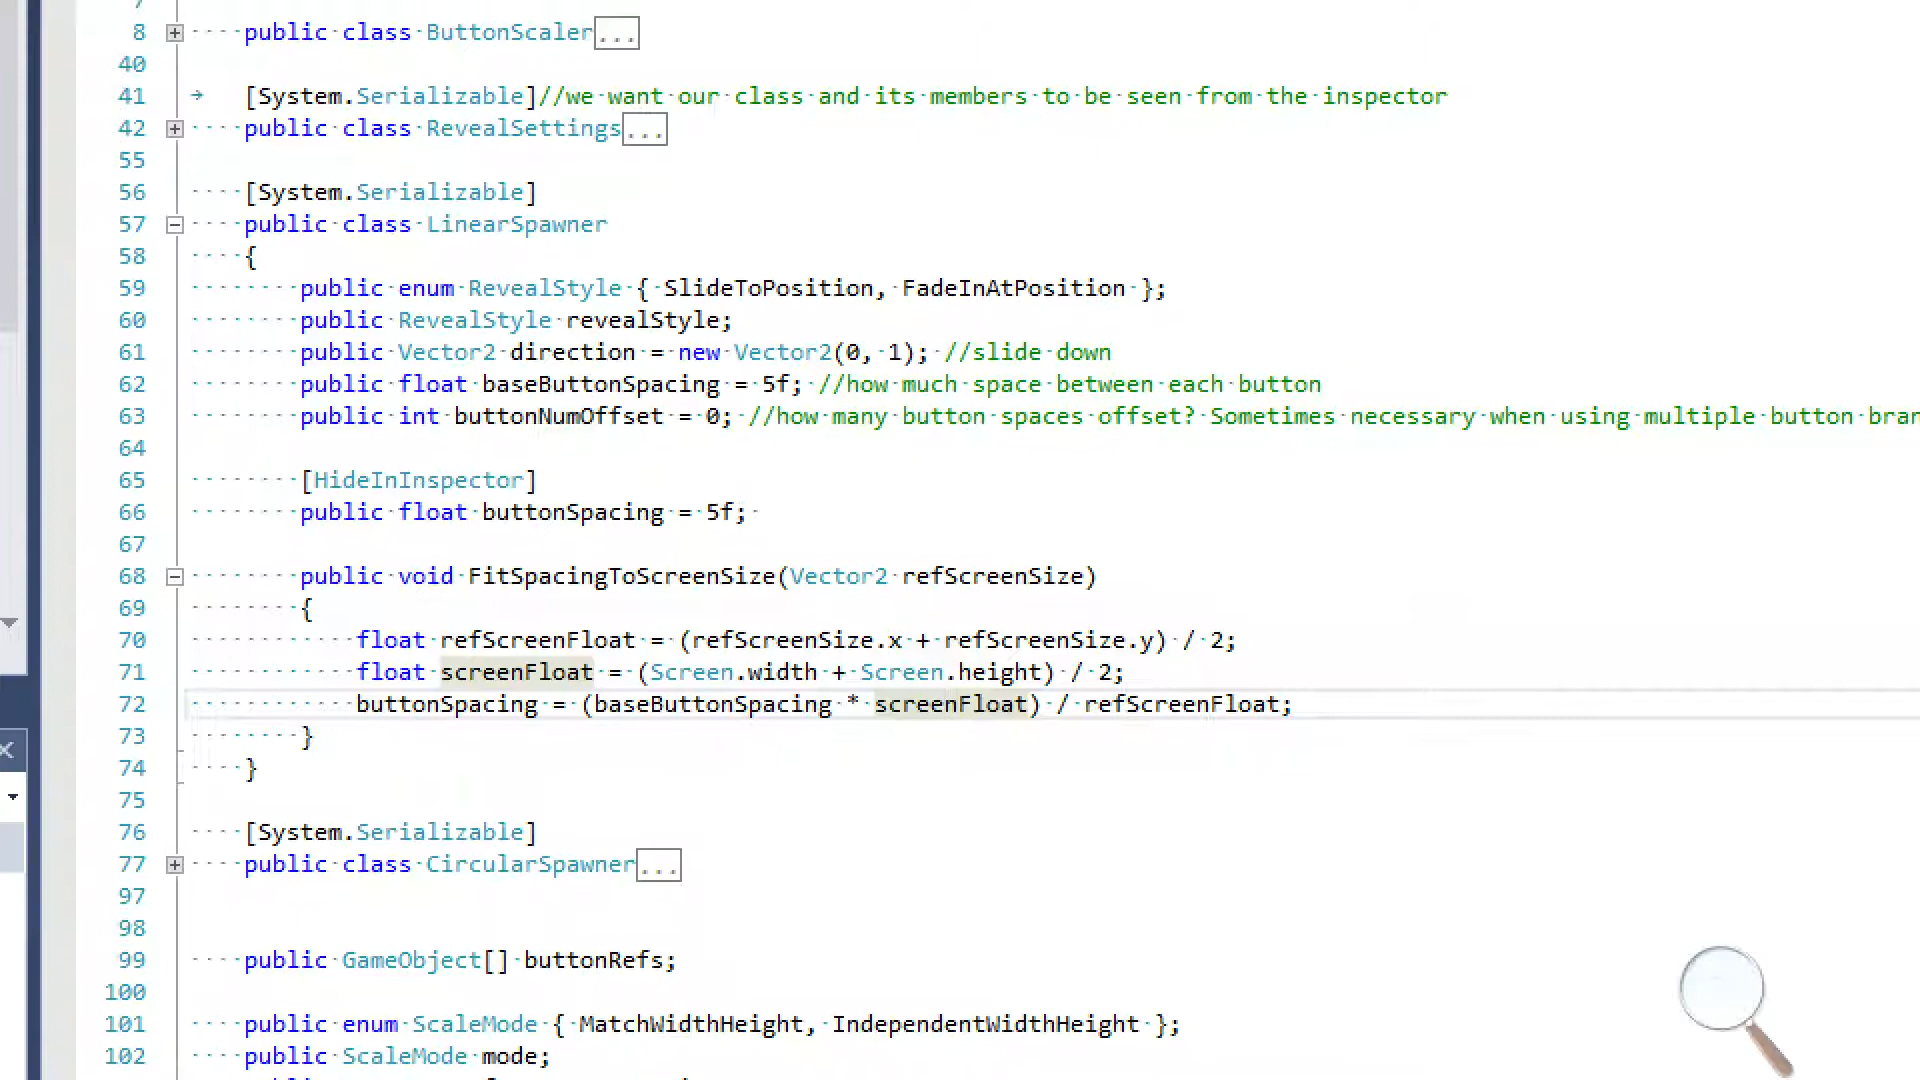 7
8 public class ButtonScaler...
40
41 [System.Serializable]//we want our class and its members to be seen from the inspector
42 public class RevealSettings...
55
56 [System.Serializable]
57 public class LinearSpawner
58 {
59 public enum RevealStyle { SlideToPosition, FadeInAtPosition };
60 public RevealStyle revealStyle;
61 public Vector2 direction = new Vector2(0, 1); //slide down
62 public float baseButtonSpacing = 5f; //how much space between each button
63 public int buttonNumOffset = 0; //how many button spaces offset? Sometimes necessary when using multiple button bran
64
65 [HideInInspector]
66 public float buttonSpacing = 5f;
67
68 public void FitSpacingToScreenSize(Vector2 refScreenSize)
69 {
70 float refScreenFloat = (refScreenSize.x + refScreenSize.y) / 2;
71 float screenFloat = (Screen.width + Screen.height) / 2;
72 buttonSpacing = (baseButtonSpacing * screenFloat) / refScreenFloat;
73 }
74 }
75
76 [System.Serializable]
77 public class CircularSpawner...
97
98
99 public GameObject[] buttonRefs;
100
101 public enum ScaleMode { MatchWidthHeight, IndependentWidthHeight };
102 public ScaleMode mode;